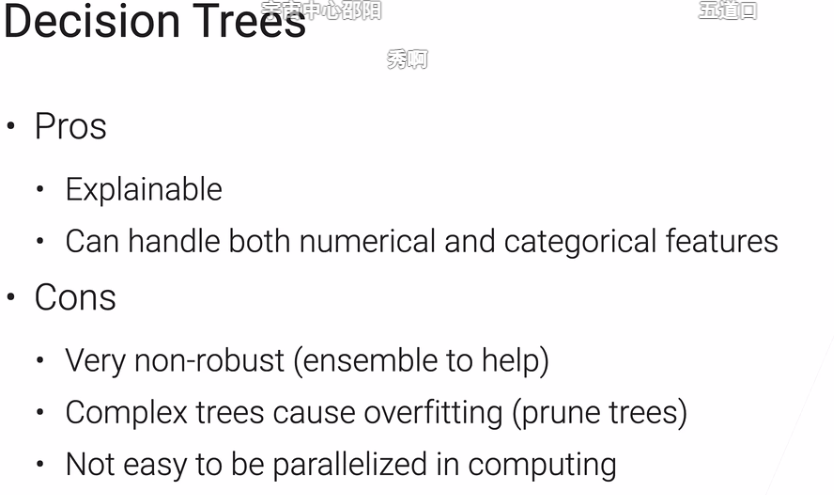 Decision Trees
宇宙中心邵阳
五道口
秀啊
• Pros
• Explainable
• Can handle both numerical and categorical features
• Cons
• Very non-robust (ensemble to help)
• Complex trees cause overfitting (prune trees)
• Not easy to be parallelized in computing